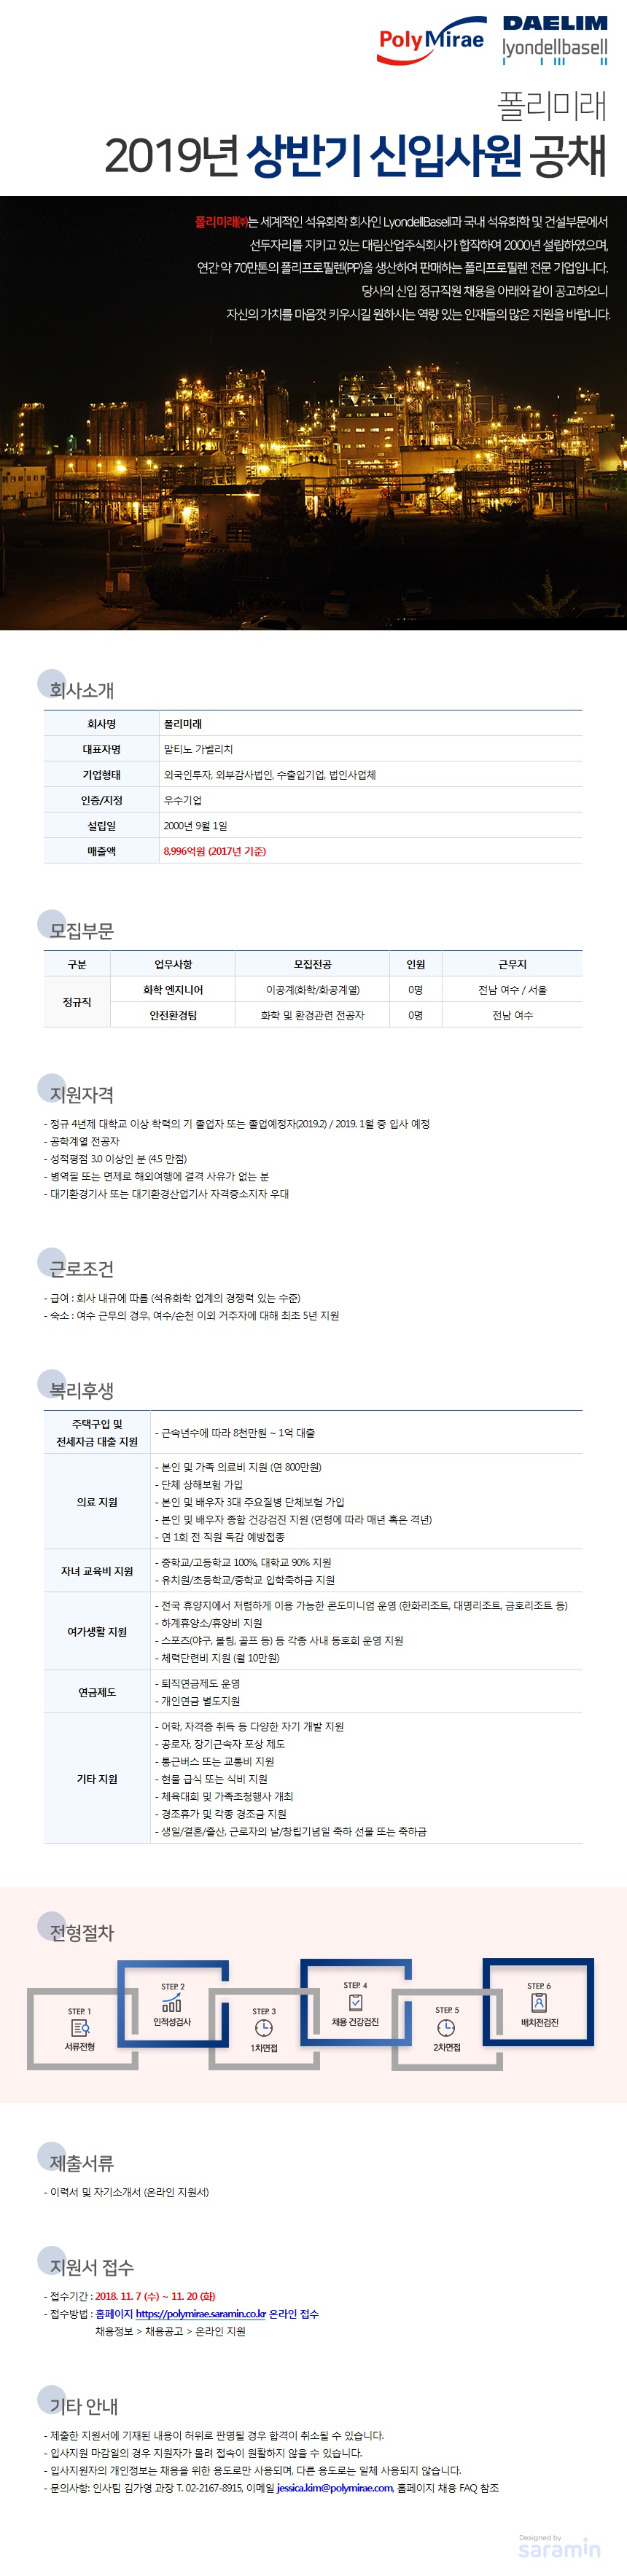 PolyMirae
DAELIM
lyondellbasell
폴리미래
2019년 상반기 신입사원 공채
폴리미래㈜는 세계적인 석유화학 회사인 LyondellBasell과 국내 석유화학 및 건설부문에서
선두자리를 지키고 있는 대림산업주식회사가 합작하여 2000년 설립하였으며,
연간 약 70만톤의 폴리프로필렌(PP)을 생산하여 판매하는 폴리프로필렌 전문 기업입니다.
당사의 신입 정규직원 채용을 아래와 같이 공고하오니
자신의 가치를 마음껏 키우시길 원하시는 역량 있는 인재들의 많은 지원을 바랍니다.
회사소개
회사명 폴리미래
대표자명 말티노 가벨리치
기업형태 외국인투자, 외부감사법인, 수출입기업, 법인사업체
인증/지정 우수기업
설립일 2000년 9월 1일
매출액 8,996억원 (2017년 기준)
모집부문
구분 업무사항 모집전공 인원 근무지
정규직 화학 엔지니어 이공계(화학/화공계열) 0명 전남 여수 / 서울
안전환경팀 화학 및 환경관련 전공자 0명 전남 여수
지원자격
- 정규 4년제 대학교 이상 학력의 기 졸업자 또는 졸업예정자(2019.2) / 2019. 1월 중 입사 예정
- 공학계열 전공자
- 성적평점 3.0 이상인 분 (4.5 만점)
- 병역필 또는 면제로 해외여행에 결격 사유가 없는 분
- 대기환경기사 또는 대기환경산업기사 자격증소지자 우대
근로조건
- 급여 : 회사 내규에 따름 (석유화학 업계의 경쟁력 있는 수준)
- 숙소 : 여수 근무의 경우, 여수/순천 이외 거주자에 대해 최초 5년 지원
복리후생
주택구입 및
전세자금 대출 지원
- 근속년수에 따라 8천만원 ~ 1억 대출
의료 지원
- 본인 및 가족 의료비 지원 (연 800만원)
- 단체 상해보험 가입
- 본인 및 배우자 3대 주요질병 단체보험 가입
- 본인 및 배우자 종합 건강검진 지원 (연령에 따라 매년 혹은 격년)
- 연 1회 전 직원 독감 예방접종
자녀 교육비 지원
- 중학교/고등학교 100%, 대학교 90% 지원
- 유치원/초등학교/중학교 입학축하금 지원
여가생활 지원
- 전국 휴양지에서 저렴하게 이용 가능한 콘도미니엄 운영 (한화리조트, 대명리조트, 금호리조트 등)
- 하계휴양소/휴양비 지원
- 스포츠(야구, 볼링, 골프 등) 등 각종 사내 동호회 운영 지원
- 체력단련비 지원 (월 10만원)
연금제도
- 퇴직연금제도 운영
- 개인연금 별도지원
기타 지원
- 어학, 자격증 취득 등 다양한 자기 개발 지원
- 공로자, 장기근속자 포상 제도
- 통근버스 또는 교통비 지원
- 현물 급식 또는 식비 지원
- 체육대회 및 가족초청행사 개최
- 경조휴가 및 각종 경조금 지원
- 생일/결혼/출산, 근로자의 날/창립기념일 축하 선물 또는 축하금
전형절차
STEP. 1
서류전형
STEP. 2
인적성검사
STEP. 3
1차면접
STEP. 4
채용 건강검진
STEP. 5
2차면접
STEP. 6
배치전검진
제출서류
- 이력서 및 자기소개서 (온라인 지원서)
지원서 접수
- 접수기간 : 2018. 11. 7 (수) ~ 11. 20 (화)
- 접수방법 : 홈페이지 https://polymirae.saramin.co.kr 온라인 접수
채용정보 > 채용공고 > 온라인 지원
기타 안내
- 제출한 지원서에 기재된 내용이 허위로 판명될 경우 합격이 취소될 수 있습니다.
- 입사지원 마감일의 경우 지원자가 몰려 접속이 원활하지 않을 수 있습니다.
- 입사지원자의 개인정보는 채용을 위한 용도로만 사용되며, 다른 용도로는 일체 사용되지 않습니다.
- 문의사항: 인사팀 김가영 과장 T. 02-2167-8915, 이메일 jessica.kim@polymirae.com, 홈페이지 채용 FAQ 참조
Designed by
saramin